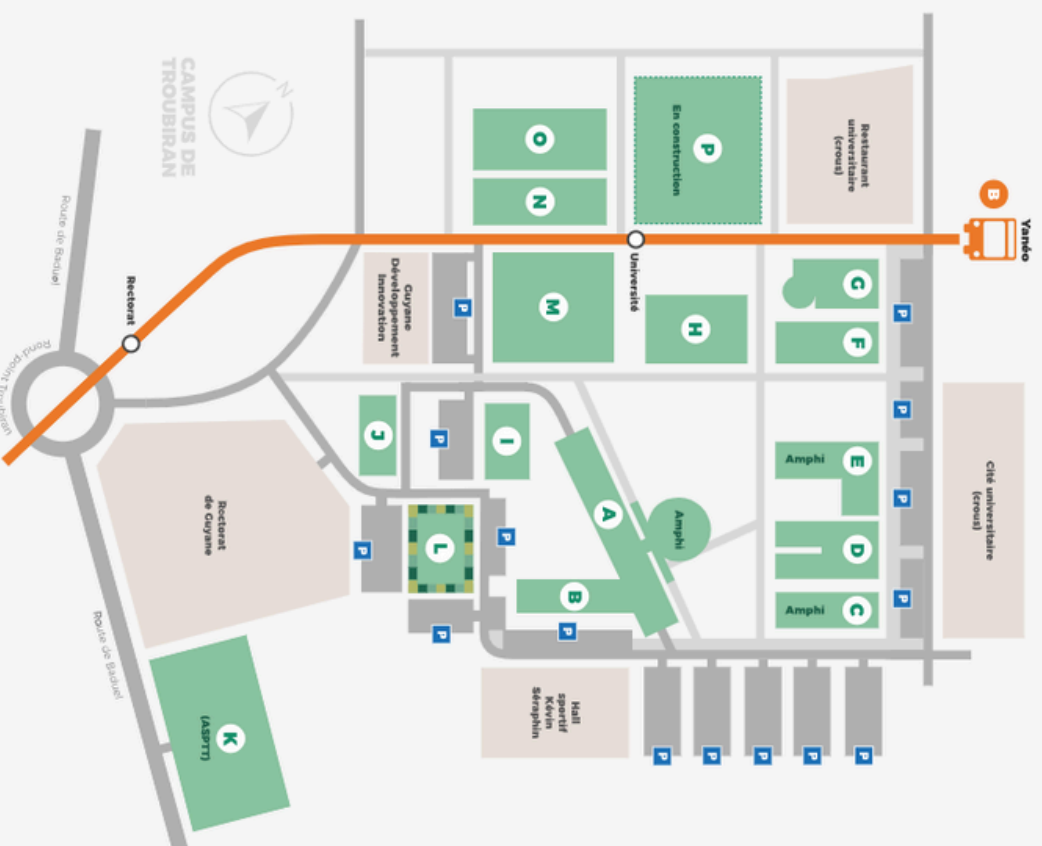 Yanéo
B
Cité universitaire
(crous)
Restaurant
universitaire
(crous)
P
P
P
P
G
F
E
Amphi
D
C
Amphi
P
En construction
H
Université
Amphi
A
B
P
P
P
P
P
P
O
N
M
I
P
Hall
sportif
Kévin
Séraphin
P
P
L
P
J
P
Guyane
Développement
Innovation
P
CAMPUS DE
TROUBIRAN
N
Rectorat
Rectorat
de Guyane
K
(ASPTT)
Route de Baduel
Route de Baduel
Rond-point Troubiran